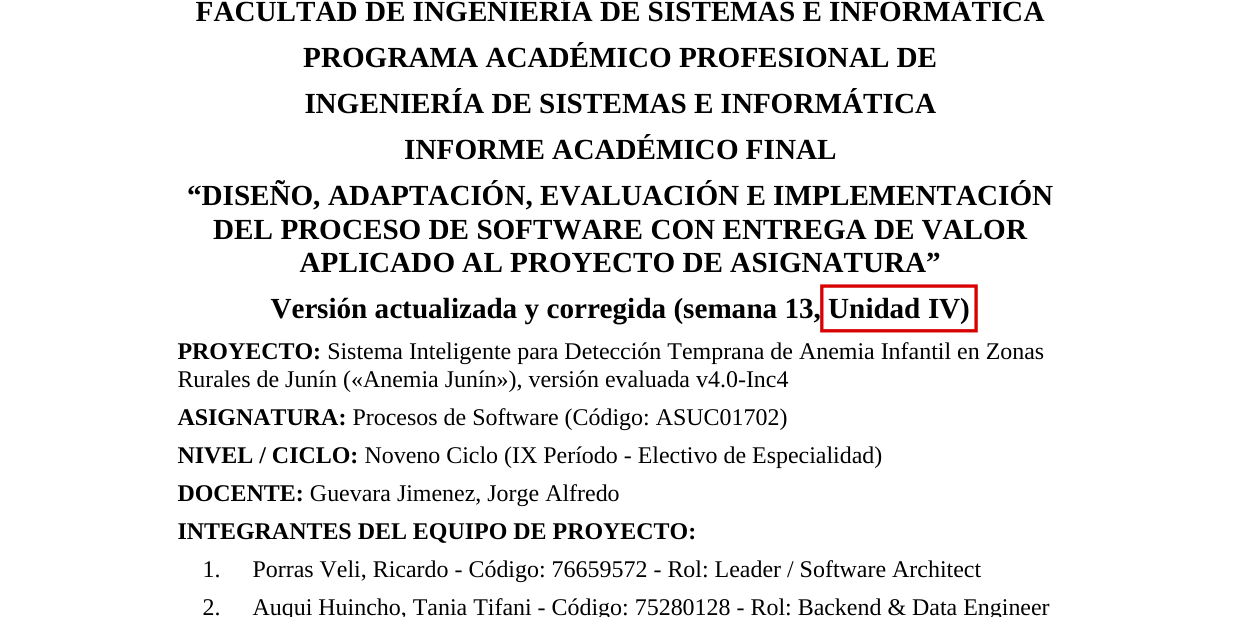 FACULTAD DE INGENIERÍA DE SISTEMAS E INFORMÁTICA
PROGRAMA ACADÉMICO PROFESIONAL DE
INGENIERÍA DE SISTEMAS E INFORMÁTICA
INFORME ACADÉMICO FINAL
“DISEÑO, ADAPTACIÓN, EVALUACIÓN E IMPLEMENTACIÓN
DEL PROCESO DE SOFTWARE CON ENTREGA DE VALOR
APLICADO AL PROYECTO DE ASIGNATURA”
Versión actualizada y corregida (semana 13, Unidad IV)
PROYECTO: Sistema Inteligente para Detección Temprana de Anemia Infantil en Zonas
Rurales de Junín («Anemia Junín»), versión evaluada v4.0-Inc4
ASIGNATURA: Procesos de Software (Código: ASUC01702)
NIVEL / CICLO: Noveno Ciclo (IX Período - Electivo de Especialidad)
DOCENTE: Guevara Jimenez, Jorge Alfredo
INTEGRANTES DEL EQUIPO DE PROYECTO:
1. Porras Veli, Ricardo - Código: 76659572 - Rol: Leader / Software Architect
2. Auqui Huincho, Tania Tifani - Código: 75280128 - Rol: Backend & Data Engineer